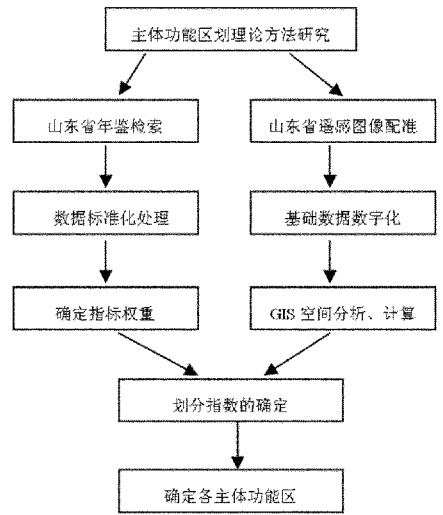 主体功能区划理论方法研究
山东省年鉴检索
山东省遥感图像配准
数据标准化处理
基础数据数字化
确定指标权重
GIS 空间分析、计算
划分指数的确定
确定各主体功能区